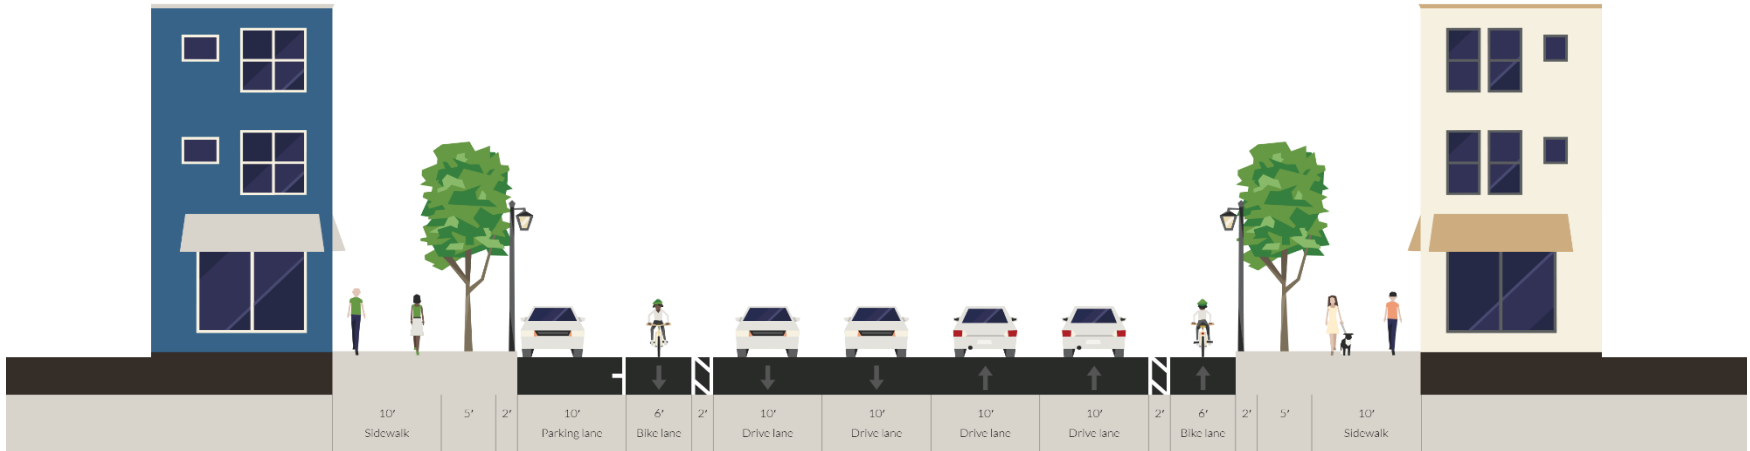 10' 5' 2' 10' 6' 2' 10' 10' 10' 10' 2' 6' 2' 5' 10'
Sidewalk Parking lane Bike lane Drive lane Drive lane Drive lane Drive lane Bike lane Sidewalk